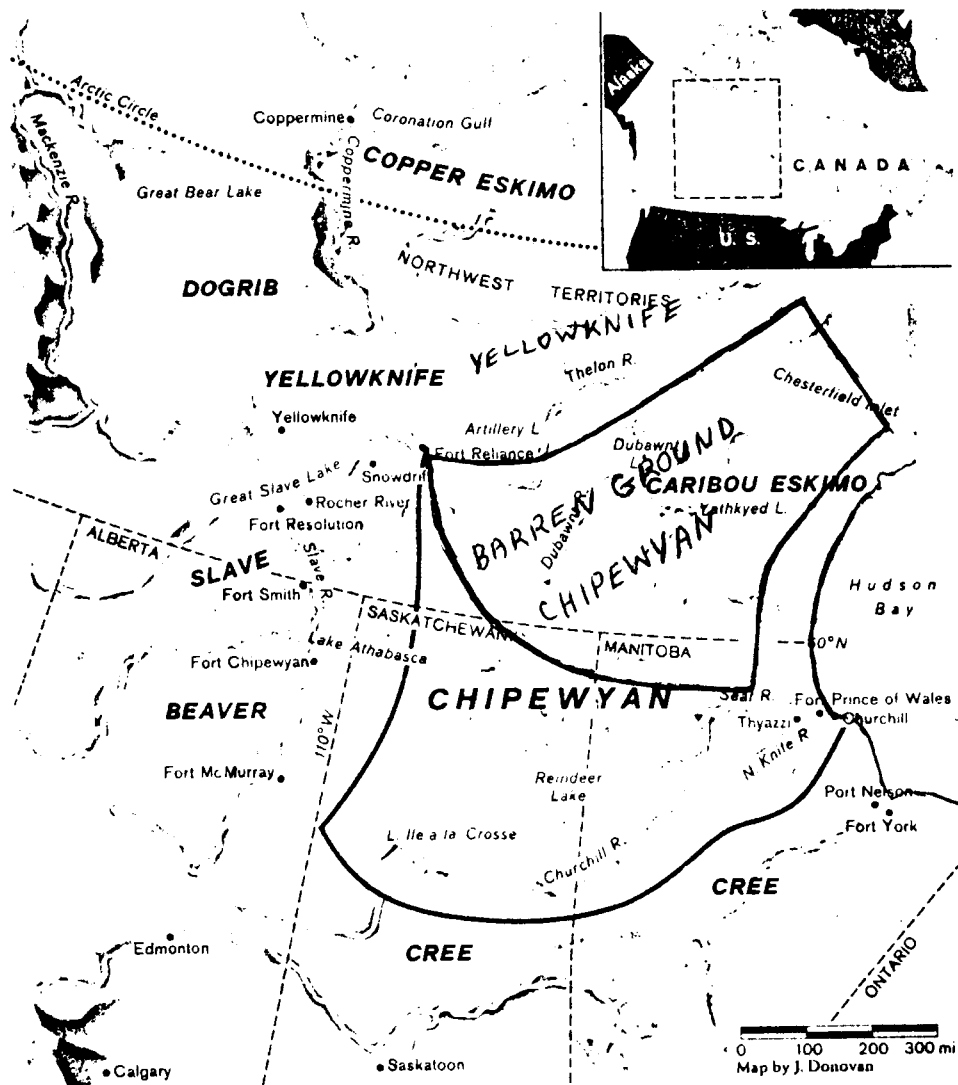 Arctic Circle
Mackenzie R.
Coppermine
Coronation Gulf
Coppermine R.
COPPER ESKIMO
Great Bear Lake
Alaska
CANADA
U. S.
NORTHWEST TERRITORIES
DOGRIB
YELLOWKNIFE
YELLOWKNIFE
Thelon R.
Yellowknife
Chesterfield Inlet
Artillery L
Fort Reliance
Dubawn
L.
BARREN GROUND
CHIPEWYAN
CARIBOU ESKIMO
Yathkyed L.
Dubawn R.
Snowdrift
Great Slave Lake
Rocher River
Fort Resolution
ALBERTA
SLAVE
Slave R.
Fort Smith
Hudson
Bay
SASKATCHEWAN
MANITOBA
60°N
Lake Athabasca
Fort Chipewyan
CHIPEWYAN
Seal R.
Fort Prince of Wales
Thyazzi
Churchill
N. Knife R
BEAVER
110°W
Fort McMurray
Reindeer
Lake
Port Nelson
Fort York
L. Ile a la Crosse
Churchill R.
CREE
CREE
Edmonton
ONTARIO
0 100 200 300 mi
Map by J. Donovan
Calgary
Saskatoon